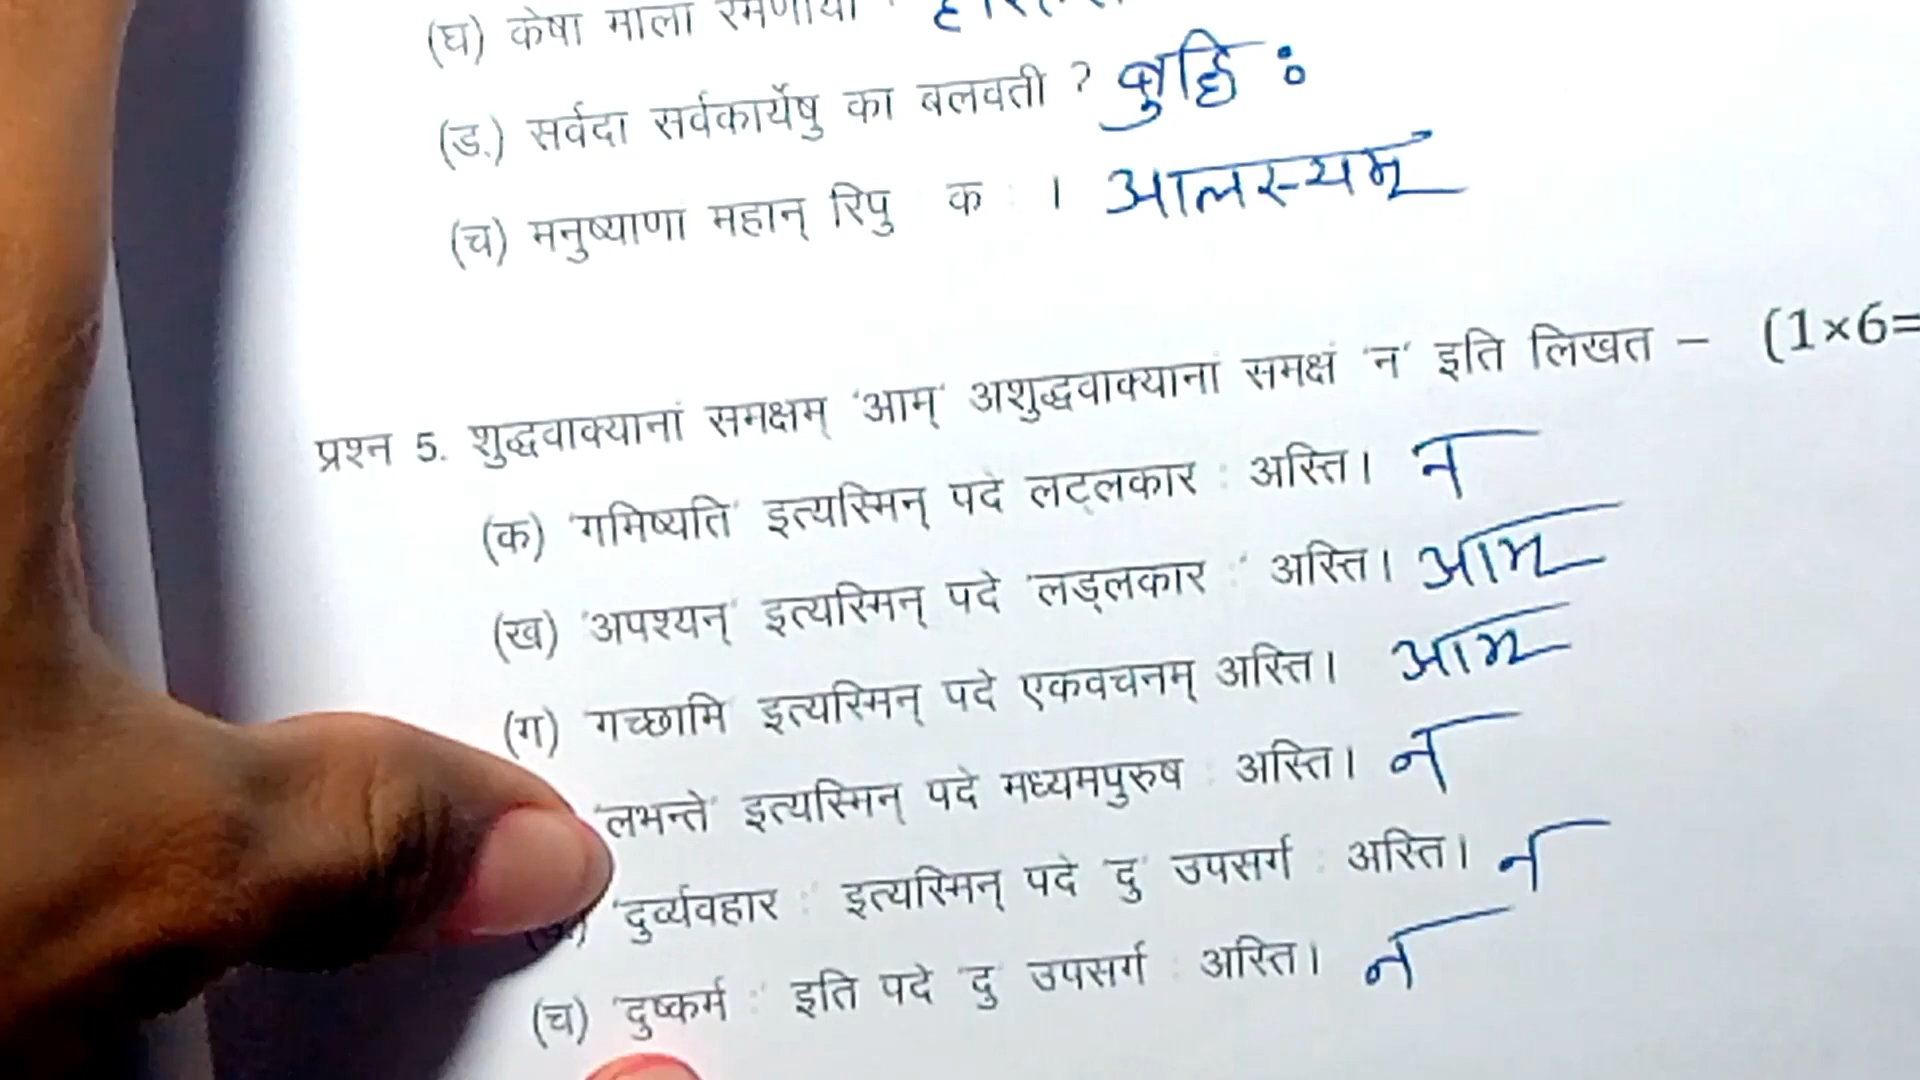 (घ) केषा माला रमणीया
(ड.) सर्वदा सर्वकार्येषु का बलवती ? बुद्धि :
(च) मनुष्याणा महान् रिपु क : । आलस्यम्
प्रश्न 5. शुद्धवाक्यानां समक्षम् 'आम्' अशुद्धवाक्यानां समक्षं 'न' इति लिखत – (1×6=
(क) 'गमिष्यति' इत्यस्मिन् पदे लट्लकार : अस्ति। न
(ख) 'अपश्यन्' इत्यस्मिन् पदे 'लड्लकार :' अस्ति। आम्
(ग) गच्छामि इत्यस्मिन् पदे एकवचनम् अस्ति। आम्
'लभन्ते' इत्यस्मिन् पदे मध्यमपुरुष : अस्ति। न
'दुर्व्यवहार :' इत्यस्मिन् पदे 'दु' उपसर्ग : अस्ति। न
(च) 'दुष्कर्म :' इति पदे 'दु' उपसर्ग : अस्ति। न